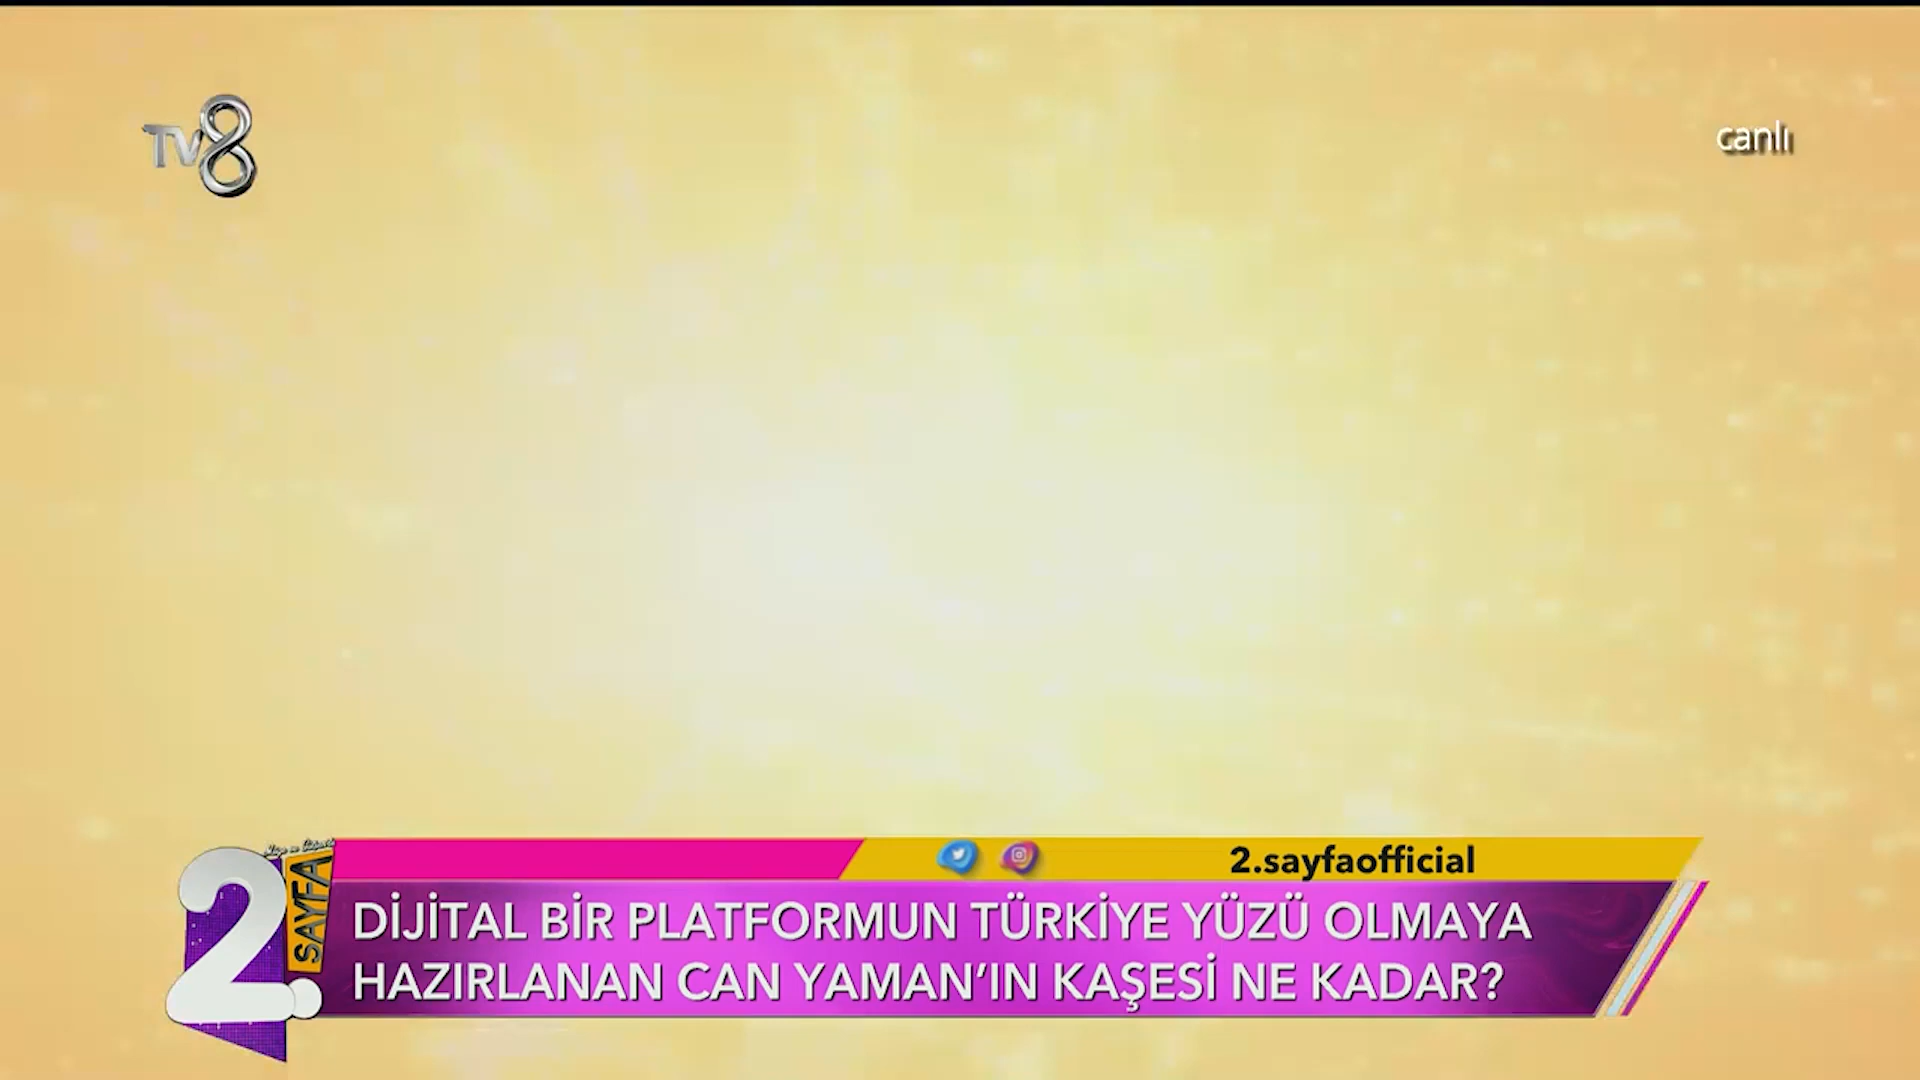 TV8
canlı
2.sayfaofficial
2. SAYFA
DİJİTAL BİR PLATFORMUN TÜRKİYE YÜZÜ OLMAYA
HAZIRLANAN CAN YAMAN'IN KAŞESİ NE KADAR?